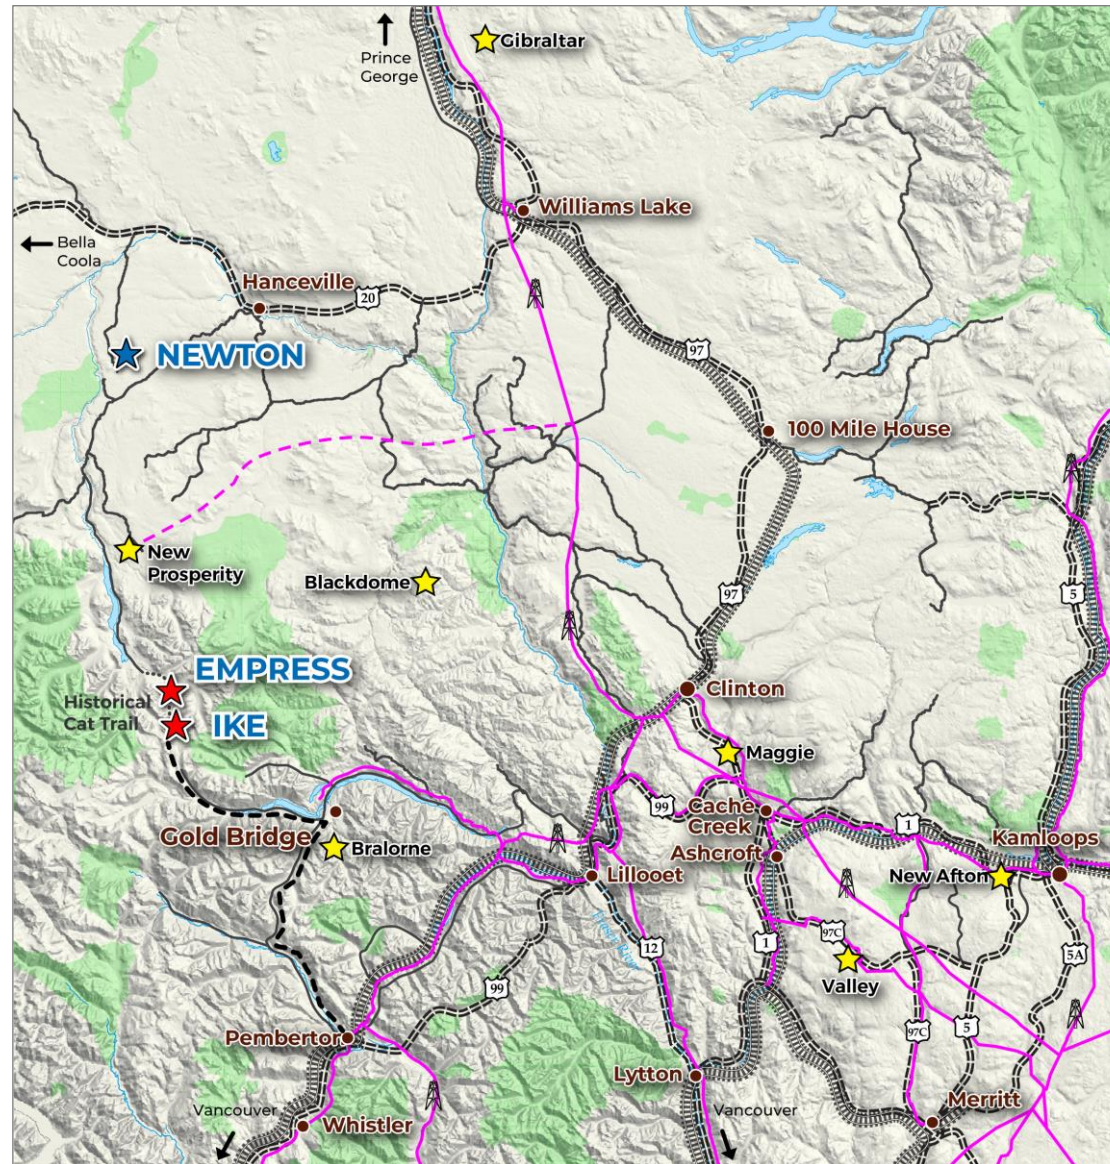 Prince
George
Gibraltar
Williams Lake
Bella
Coola
Hanceville
20
NEWTON
97
100 Mile House
New
Prosperity
Blackdome
5
97
EMPRESS
Historical
Cat Trail
IKE
Clinton
Maggie
99
Cache
Creek
1
Gold Bridge
Bralorne
Ashcroft
Kamloops
New Afton
Lillooet
97C
12
1
5A
Valley
99
5
97C
Pemberton
Lytton
Vancouver
Vancouver
Merritt
Whistler